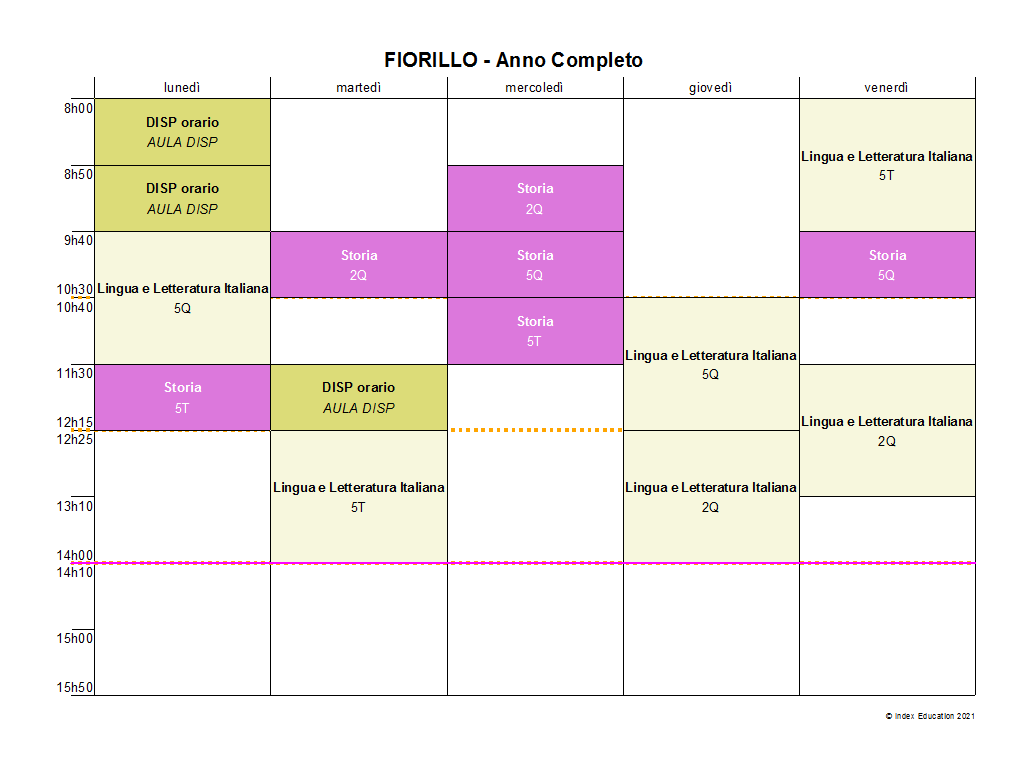 FIORILLO - Anno Completo
lunedì martedì mercoledì giovedì venerdì
8h00
DISP orario
AULA DISP
Lingua e Letteratura Italiana
5T
8h50
DISP orario
AULA DISP
Storia
2Q
9h40
Lingua e Letteratura Italiana
5Q
Storia
2Q
Storia
5Q
Storia
5Q
10h30
10h40
Storia
5T
Lingua e Letteratura Italiana
5Q
11h30
Storia
5T
DISP orario
AULA DISP
Lingua e Letteratura Italiana
2Q
12h15
12h25
Lingua e Letteratura Italiana
5T
Lingua e Letteratura Italiana
2Q
13h10
14h00
14h10
15h00
15h50
© Index Education 2021